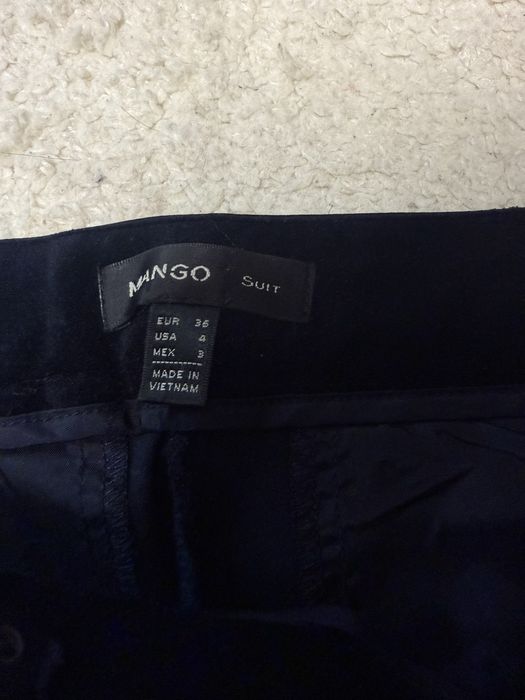 MANGO SUIT
EUR 36
USA 4
MEX 3
MADE IN
VIETNAM